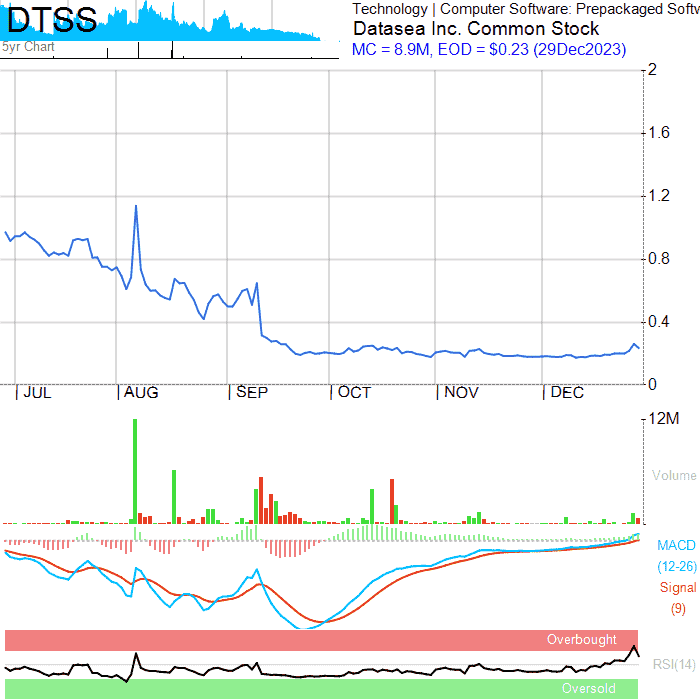 DTSS
5yr Chart
Technology | Computer Software: Prepackaged Softw
Datasea Inc. Common Stock
MC = 8.9M, EOD = $0.23 (29Dec2023)
2
1.6
1.2
0.8
0.4
0
JUL AUG SEP OCT NOV DEC
12M
Volume
MACD
(12-26)
Signal
(9)
Overbought
RSI(14)
Oversold